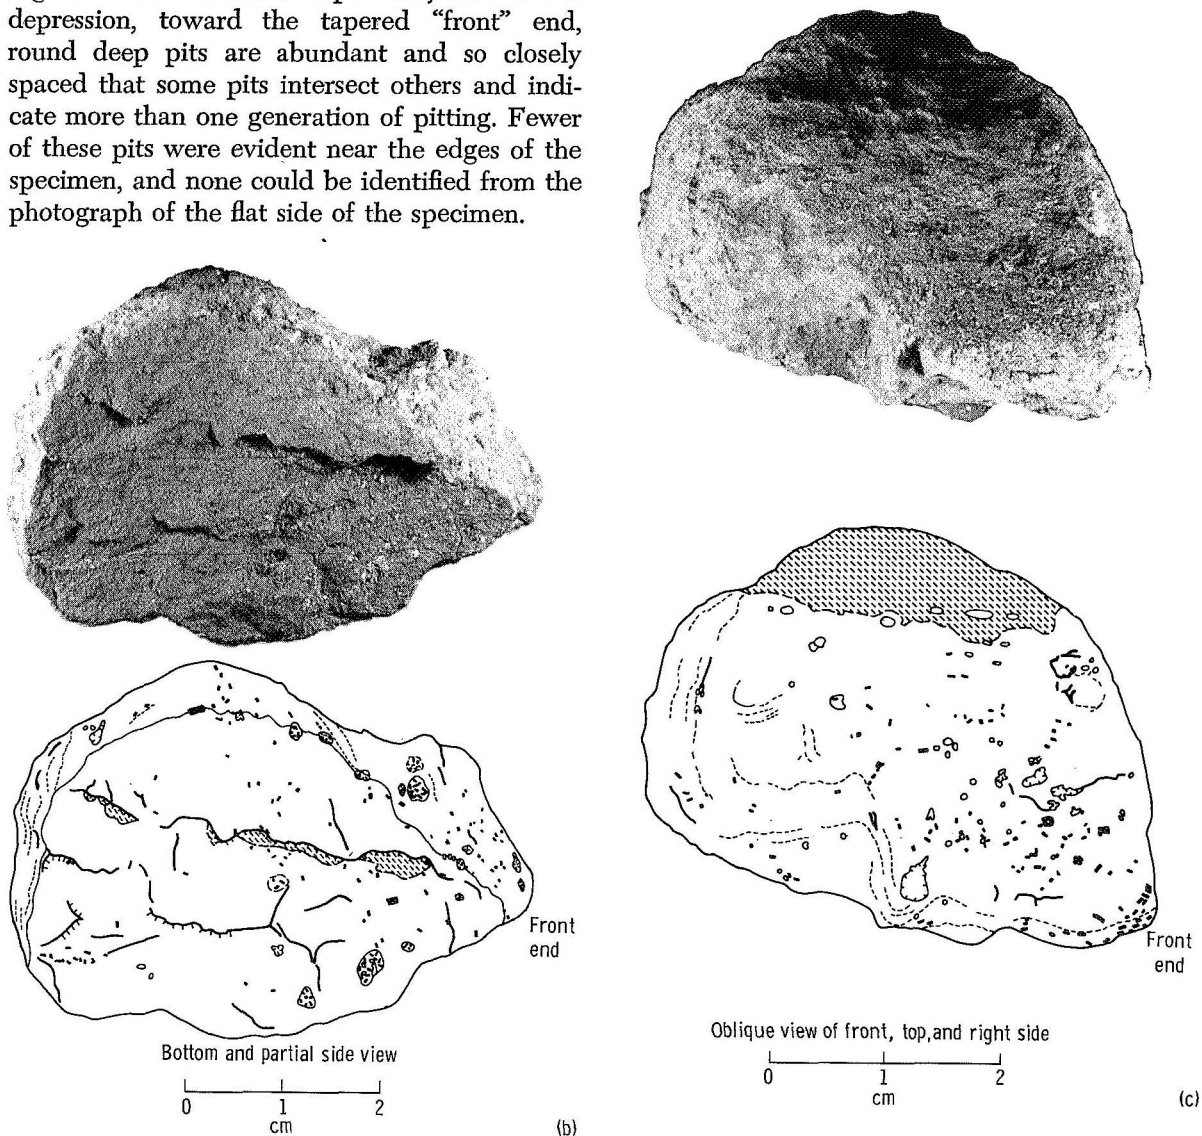 depression, toward the tapered “front” end,
round deep pits are abundant and so closely
spaced that some pits intersect others and indi-
cate more than one generation of pitting. Fewer
of these pits were evident near the edges of the
specimen, and none could be identified from the
photograph of the flat side of the specimen.
Front
end
Bottom and partial side view
0 1 2
cm
(b)
Front
end
Oblique view of front, top, and right side
0 1 2
cm
(c)